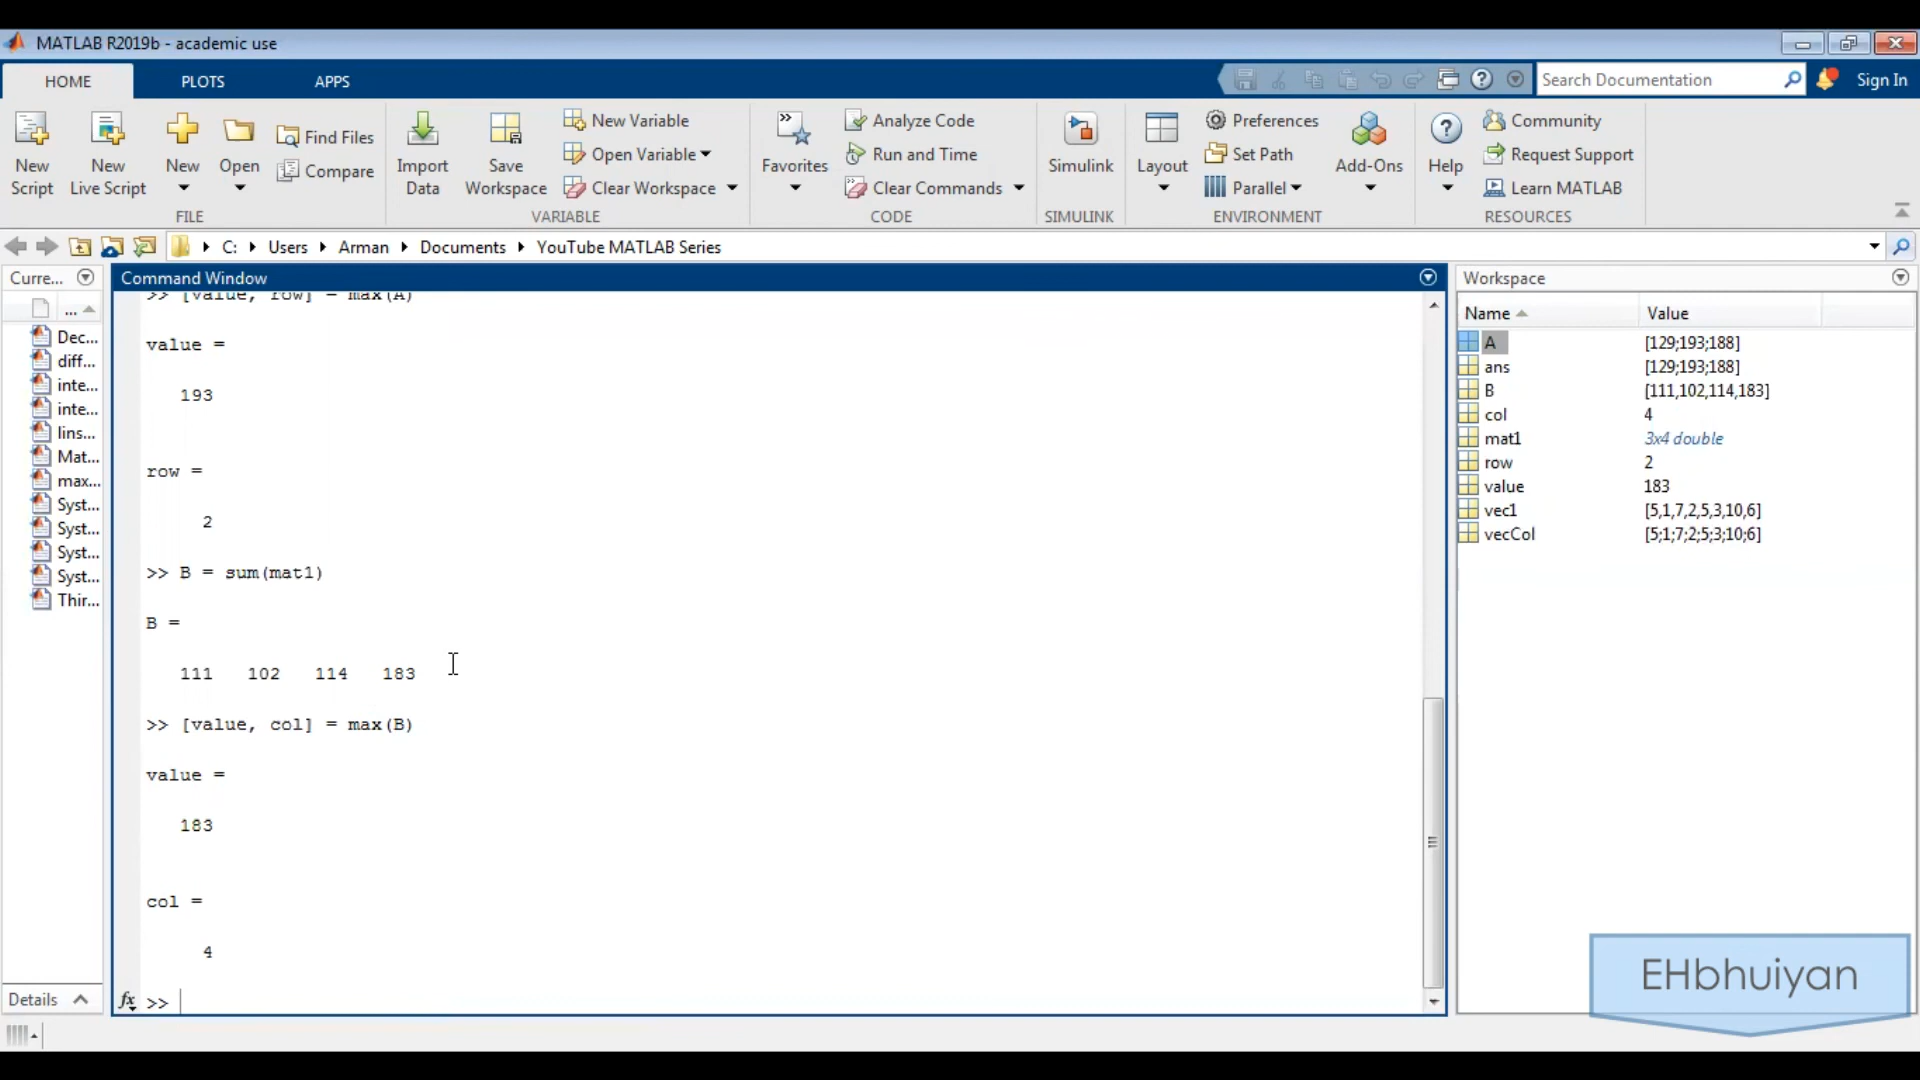 MATLAB R2019b - academic use
HOME PLOTS APPS
Search Documentation
Sign In
New Script
New Live Script
New
Open
Find Files
Compare
FILE
Import Data
Save Workspace
New Variable
Open Variable
Clear Workspace
VARIABLE
Favorites
Analyze Code
Run and Time
Clear Commands
CODE
Simulink
SIMULINK
Layout
Preferences
Set Path
Parallel
Add-Ons
ENVIRONMENT
Help
Community
Request Support
Learn MATLAB
RESOURCES
C: Users Arman Documents YouTube MATLAB Series
Curre...
...
Dec...
diff...
inte...
inte...
lins...
Mat...
max...
Syst...
Syst...
Syst...
Syst...
Thir...
Details
Command Window
>> [value, row] = max(A)
value =
193
row =
2
>> B = sum(mat1)
B =
111 102 114 183
>> [value, col] = max(B)
value =
183
col =
4
fx >>
Workspace
Name Value
A [129;193;188]
ans [129;193;188]
B [111,102,114,183]
col 4
mat1 3x4 double
row 2
value 183
vec1 [5,1,7,2,5,3,10,6]
vecCol [5;1;7;2;5;3;10;6]
EHbhuiyan